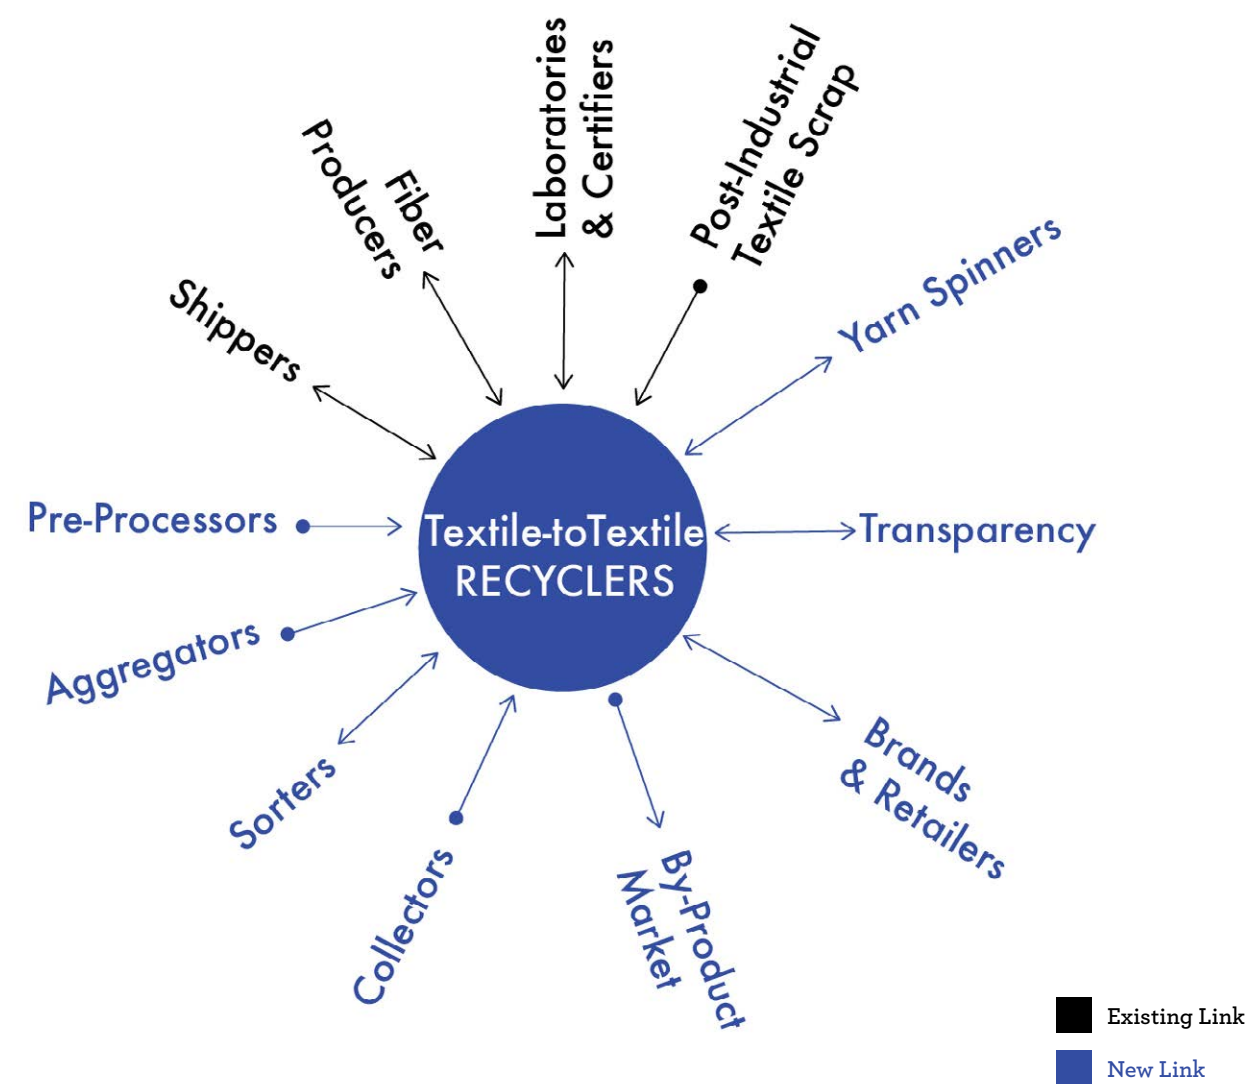 Laboratories
& Certifiers
Post-Industrial
Textile Scrap
Fiber
Producers
Yarn Spinners
Shippers
Pre-Processors
Textile-toTextile
RECYCLERS
Transparency
Aggregators
Sorters
Brands
& Retailers
Collectors
By-Product
Market
Existing Link
New Link